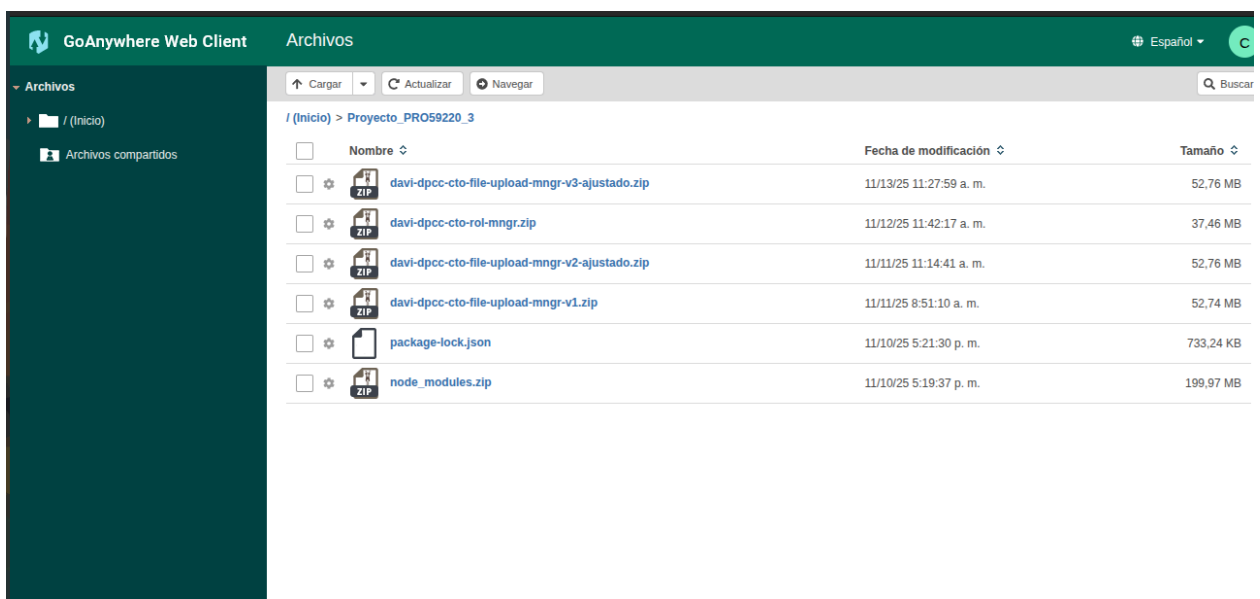 GoAnywhere Web Client
Archivos
Español
C
Archivos
Cargar Actualizar Navegar Buscar
/ (Inicio)
/ (Inicio) > Proyecto_PRO59220_3
Archivos compartidos
Nombre Fecha de modificación Tamaño
ZIP davi-dpcc-cto-file-upload-mngr-v3-ajustado.zip 11/13/25 11:27:59 a. m. 52,76 MB
ZIP davi-dpcc-cto-rol-mngr.zip 11/12/25 11:42:17 a. m. 37,46 MB
ZIP davi-dpcc-cto-file-upload-mngr-v2-ajustado.zip 11/11/25 11:14:41 a. m. 52,76 MB
ZIP davi-dpcc-cto-file-upload-mngr-v1.zip 11/11/25 8:51:10 a. m. 52,74 MB
package-lock.json 11/10/25 5:21:30 p. m. 733,24 KB
ZIP node_modules.zip 11/10/25 5:19:37 p. m. 199,97 MB